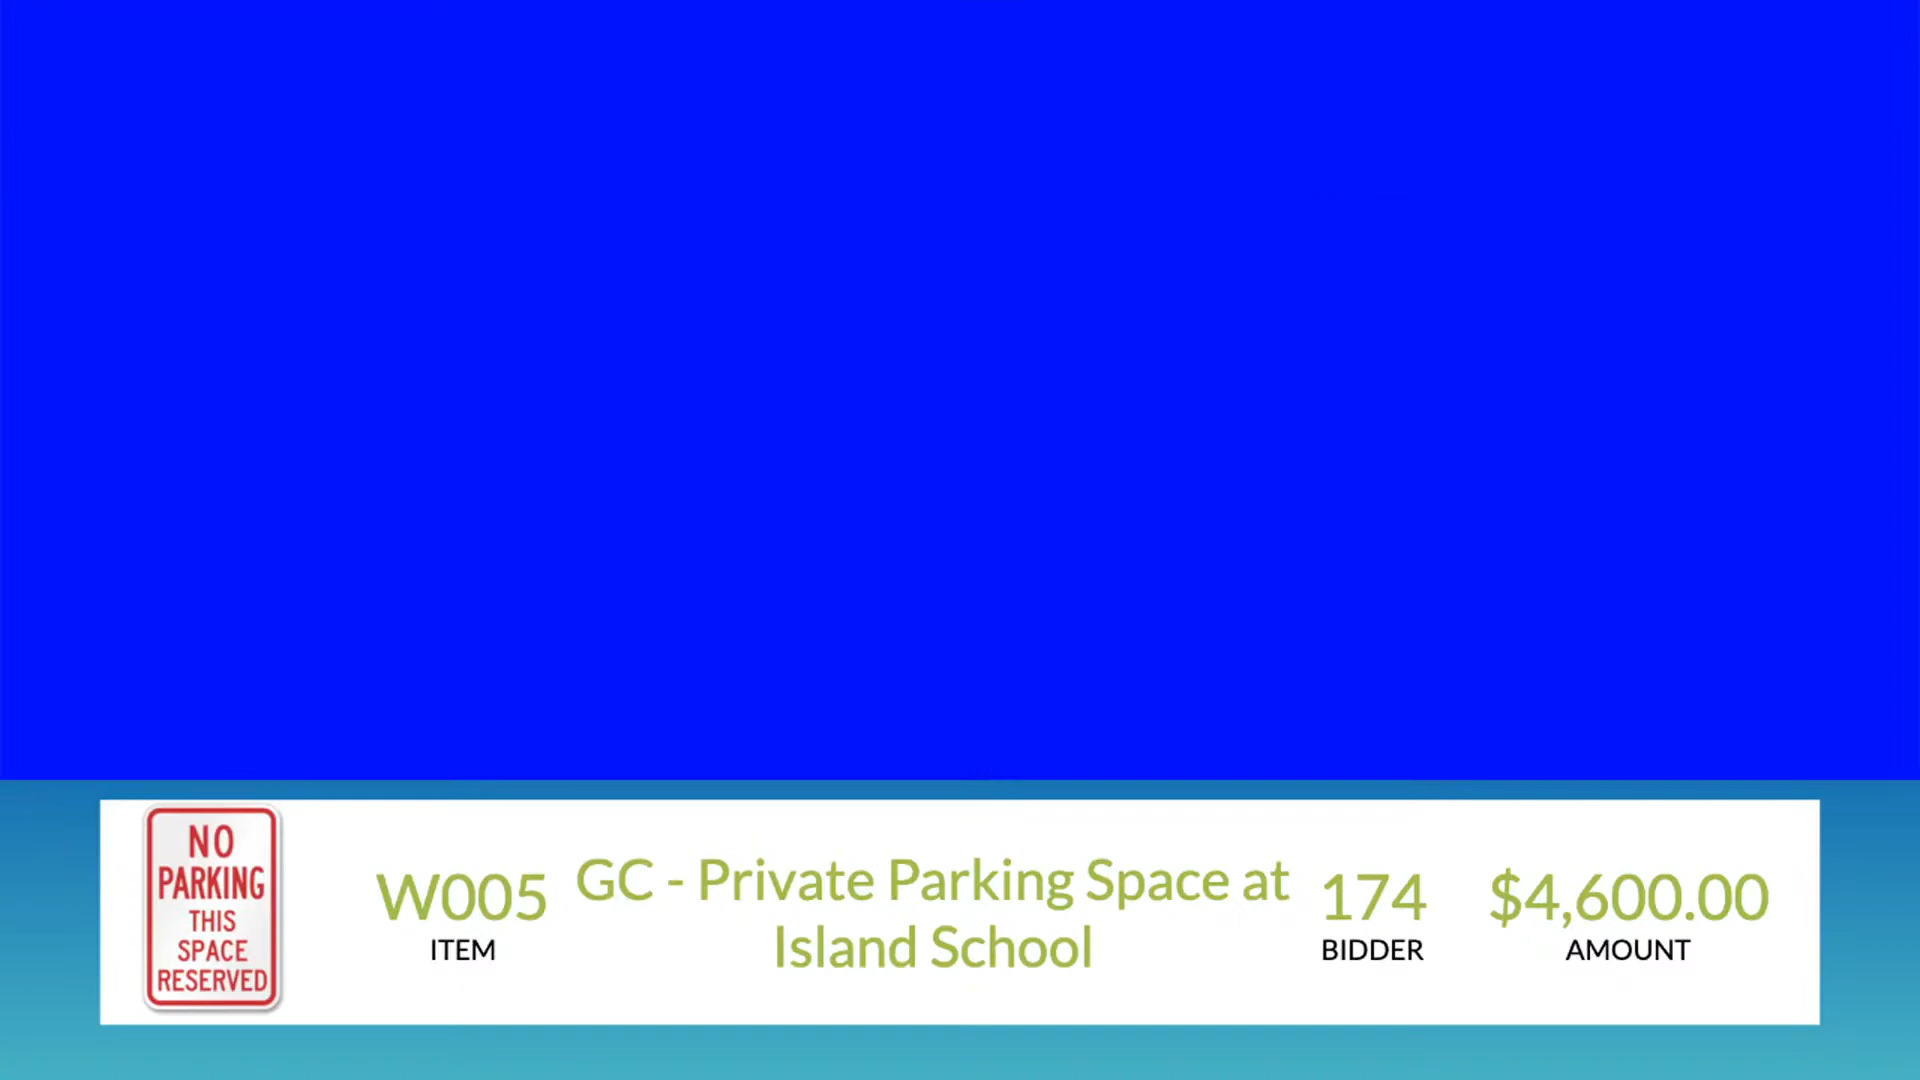 NO
PARKING
THIS
SPACE
RESERVED
W005
ITEM
GC - Private Parking Space at
Island School
174
BIDDER
$4,600.00
AMOUNT